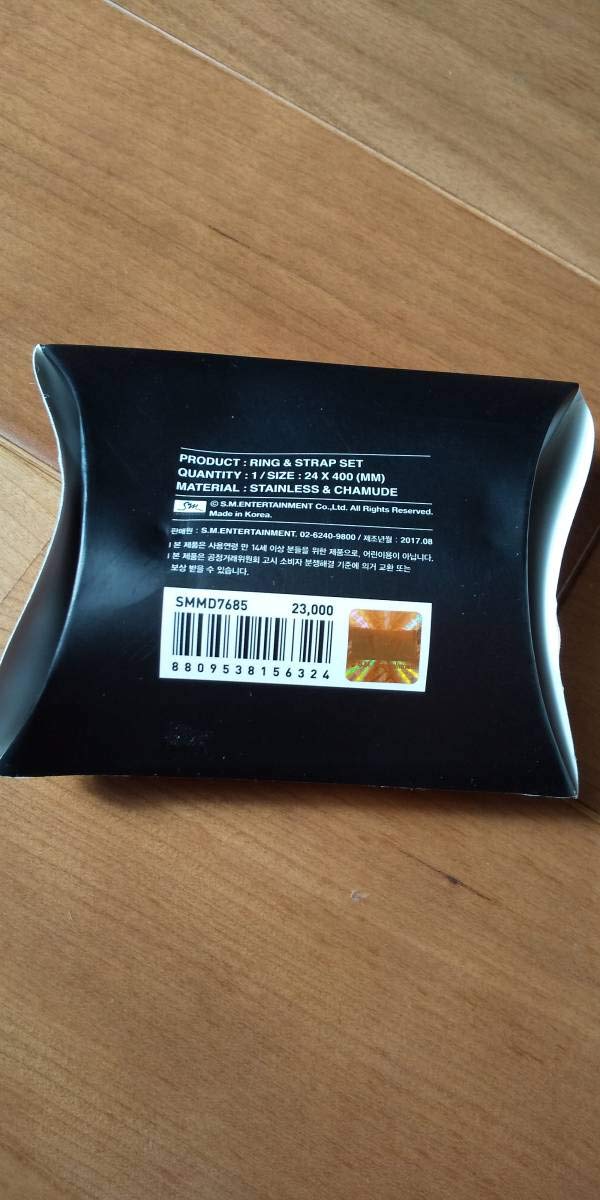 PRODUCT : RING & STRAP SET
QUANTITY : 1 / SIZE : 24 X 400 (MM)
MATERIAL : STAINLESS & CHAMUDE
SM © S.M.ENTERTAINMENT Co.,Ltd. All Rights Reserved.
Made in Korea.
판매원 : S.M.ENTERTAINMENT. 02-6240-9800 / 제조년월 : 2017.08
I 본 제품은 사용연령 만 14세 이상 분들을 위한 제품으로, 어린이용이 아닙니다.
I 본 제품은 공정거래위원회 고시 소비자 분쟁해결 기준에 의거 교환 또는
보상 받을 수 있습니다.
SMMD7685 23,000
8809538156324